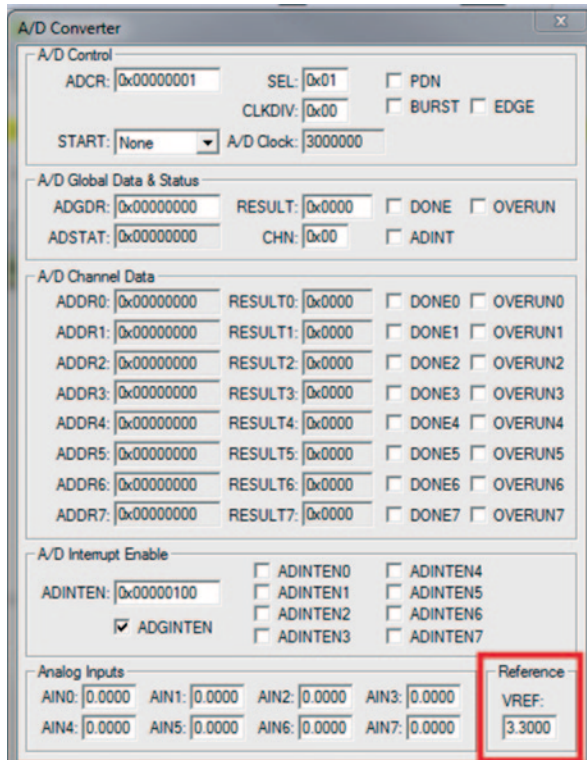 A/D Converter
A/D Control
ADCR: 0x00000001 SEL: 0x01 PDN
CLKDIV: 0x00 BURST EDGE
START: None A/D Clock: 3000000
A/D Global Data & Status
ADGDR: 0x00000000 RESULT: 0x0000 DONE OVERUN
ADSTAT: 0x00000000 CHN: 0x00 ADINT
A/D Channel Data
ADDR0: 0x00000000 RESULT0: 0x0000 DONE0 OVERUN0
ADDR1: 0x00000000 RESULT1: 0x0000 DONE1 OVERUN1
ADDR2: 0x00000000 RESULT2: 0x0000 DONE2 OVERUN2
ADDR3: 0x00000000 RESULT3: 0x0000 DONE3 OVERUN3
ADDR4: 0x00000000 RESULT4: 0x0000 DONE4 OVERUN4
ADDR5: 0x00000000 RESULT5: 0x0000 DONE5 OVERUN5
ADDR6: 0x00000000 RESULT6: 0x0000 DONE6 OVERUN6
ADDR7: 0x00000000 RESULT7: 0x0000 DONE7 OVERUN7
A/D Interrupt Enable
ADINTEN0 ADINTEN4
ADINTEN: 0x00000100 ADINTEN1 ADINTEN5
ADGINTEN ADINTEN2 ADINTEN6
ADINTEN3 ADINTEN7
Analog Inputs Reference
AIN0: 0.0000 AIN1: 0.0000 AIN2: 0.0000 AIN3: 0.0000 VREF:
AIN4: 0.0000 AIN5: 0.0000 AIN6: 0.0000 AIN7: 0.0000 3.3000